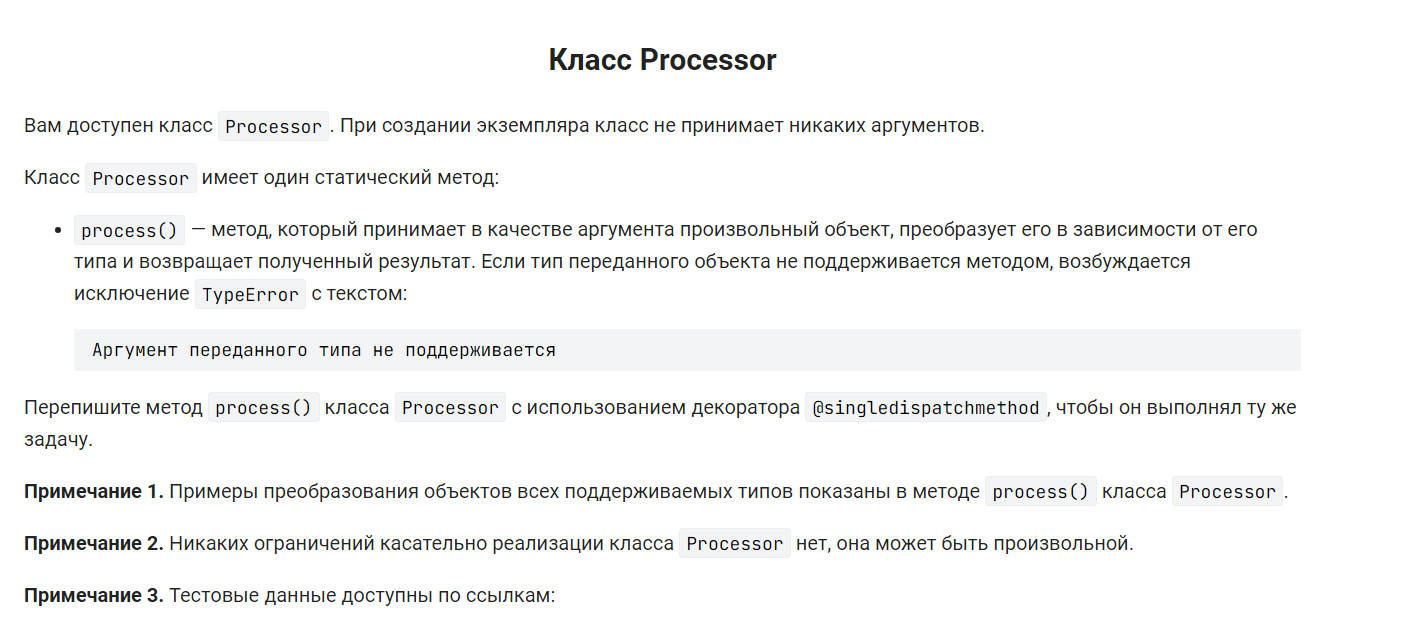 Класс Processor
Вам доступен класс Processor. При создании экземпляра класс не принимает никаких аргументов.
Класс Processor имеет один статический метод:
• process() — метод, который принимает в качестве аргумента произвольный объект, преобразует его в зависимости от его
типа и возвращает полученный результат. Если тип переданного объекта не поддерживается методом, возбуждается
исключение TypeError с текстом:
Аргумент переданного типа не поддерживается
Перепишите метод process() класса Processor с использованием декоратора @singledispatchmethod, чтобы он выполнял ту же
задачу.
Примечание 1. Примеры преобразования объектов всех поддерживаемых типов показаны в методе process() класса Processor.
Примечание 2. Никаких ограничений касательно реализации класса Processor нет, она может быть произвольной.
Примечание 3. Тестовые данные доступны по ссылкам: